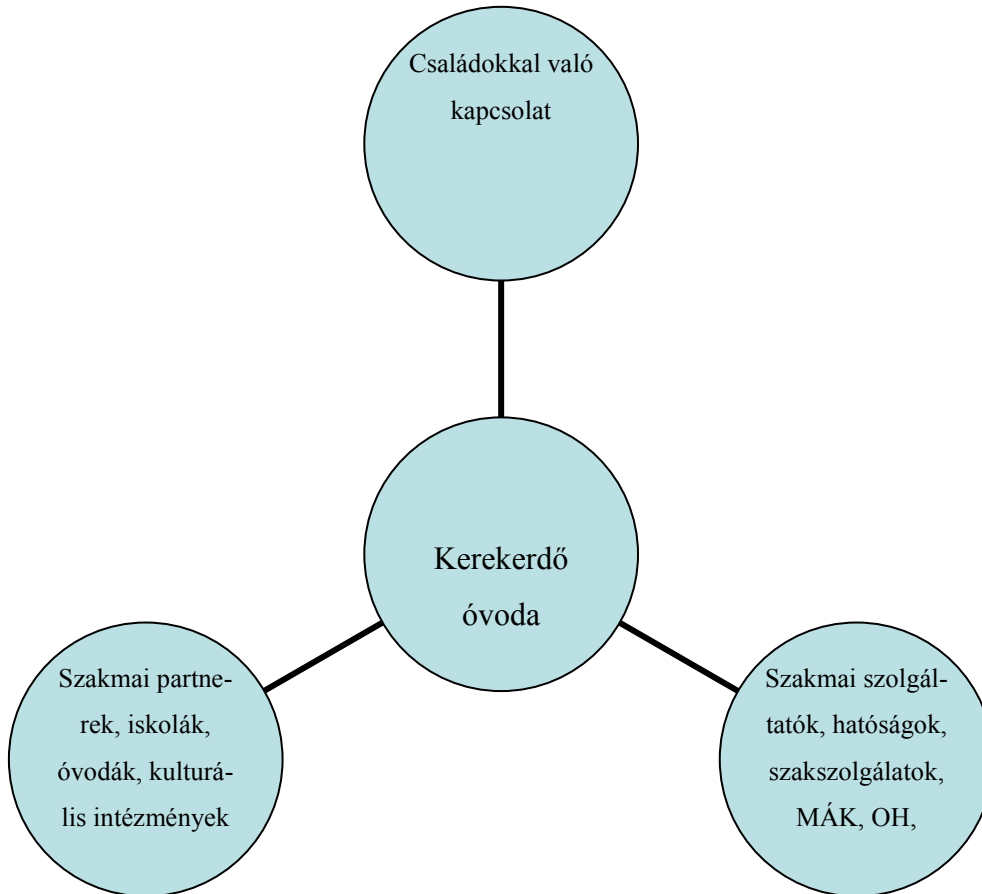 Családokkal való
kapcsolat
Kerekerdő
óvoda
Szakmai partne-
rek, iskolák,
óvodák, kulturá-
lis intézmények
Szakmai szolgál-
tatók, hatóságok,
szakszolgálatok,
MÁK, OH,